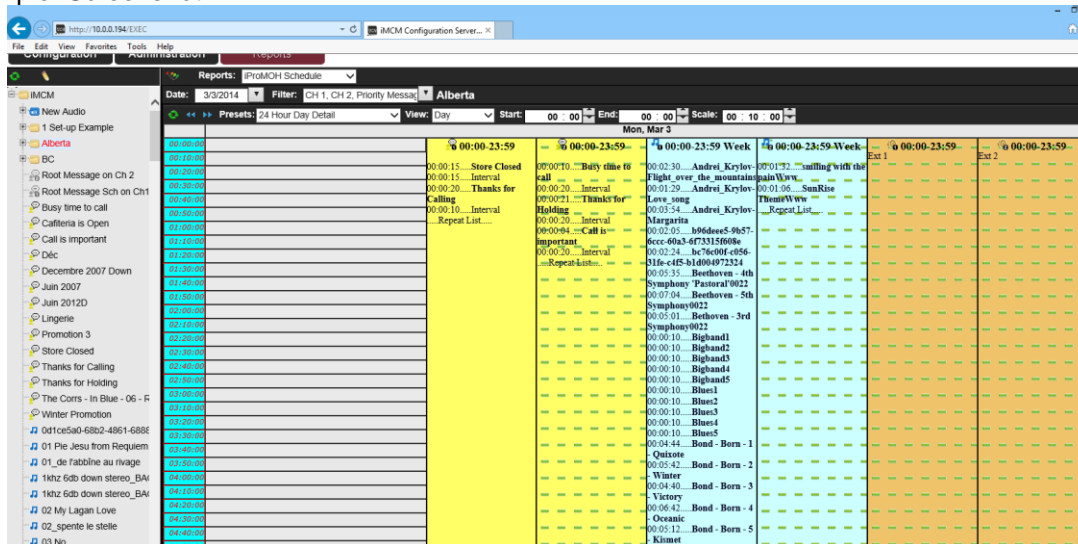 http://10.0.0.194/EXEC
iMCM Configuration Server...
File Edit View Favorites Tools Help
Configuration Administration Reports
Reports: iProMOH Schedule
Date: 3/3/2014 Filter: CH 1, CH 2, Priority Messag Alberta
Presets: 24 Hour Day Detail View: Day Start: 00 : 00 End: 00 : 00 Scale: 00 : 10 : 00
Mon, Mar 3
iMCM
New Audio
1 Set-up Example
Alberta
BC
Root Message on Ch 2
Root Message Sch on Ch1
Busy time to call
Cafiteria is Open
Call is important
Déc
Decembre 2007 Down
Juin 2007
Juin 2012D
Lingerie
Promotion 3
Store Closed
Thanks for Calling
Thanks for Holding
The Corrs - In Blue - 06 - R
Winter Promotion
0d1ce5a0-68b2-4861-6888
01 Pie Jesu from Requiem
01_de l'abbîne au rivage
1khz 6db down stereo_BA
1khz 6db down stereo_BA
02 My Lagan Love
02_spente le stelle
03 No
00:00:00
00:10:00
00:20:00
00:30:00
00:40:00
00:50:00
01:00:00
01:10:00
01:20:00
01:30:00
01:40:00
01:50:00
02:00:00
02:10:00
02:20:00
02:30:00
02:40:00
02:50:00
03:00:00
03:10:00
03:20:00
03:30:00
03:40:00
03:50:00
04:00:00
04:10:00
04:20:00
04:30:00
04:40:00
00:00-23:59
00:00:15.....Store Closed
00:00:15.....Interval
00:00:20.....Thanks for
Calling
00:00:10.....Interval
.....Repeat List.....
00:00-23:59
00:00:10.....Busy time to
call
00:00:20.....Interval
00:00:21.....Thanks for
Holding
00:00:20.....Interval
00:00:04.....Call is
important
00:00:20.....Interval
.....Repeat List.....
00:00-23:59 Week
00:02:30.....Andrei_Krylov-
Flight_over_the_mountains
00:01:29.....Andrei_Krylov-
Love_song
00:03:54.....Andrei_Krylov-
Margarita
00:02:05.....b96deee5-9b57-
6ccc-60a3-6f73315f608e
00:02:24.....bc76c00f-c056-
31fe-c4f5-b1d004972324
00:05:35.....Beethoven - 4th
Symphony 'Pastoral'0022
00:07:04.....Beethoven - 5th
Symphony0022
00:05:01.....Bethoven - 3rd
Symphony0022
00:00:10.....Bigband1
00:00:10.....Bigband2
00:00:10.....Bigband3
00:00:10.....Bigband4
00:00:10.....Bigband5
00:00:10.....Blues1
00:00:10.....Blues2
00:00:10.....Blues3
00:00:10.....Blues4
00:00:10.....Blues5
00:04:44.....Bond - Born - 1
- Quixote
00:05:42.....Bond - Born - 2
- Winter
00:04:40.....Bond - Born - 3
- Victory
00:06:42.....Bond - Born - 4
- Oceanic
00:05:12.....Bond - Born - 5
- Kismet
00:00-23:59 Week
00:01:32.....smilling with the
painWww
00:01:06.....SunRise
ThemeWww
.....Repeat List.....
00:00-23:59
Ext 1
00:00-23:59
Ext 2